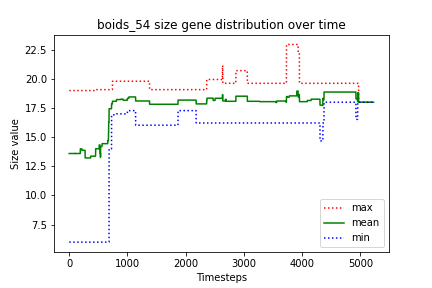 boids_54 size gene distribution over time
Size value
22.5
20.0
17.5
15.0
12.5
10.0
7.5
0
1000
2000
3000
4000
5000
Timesteps
max
mean
min